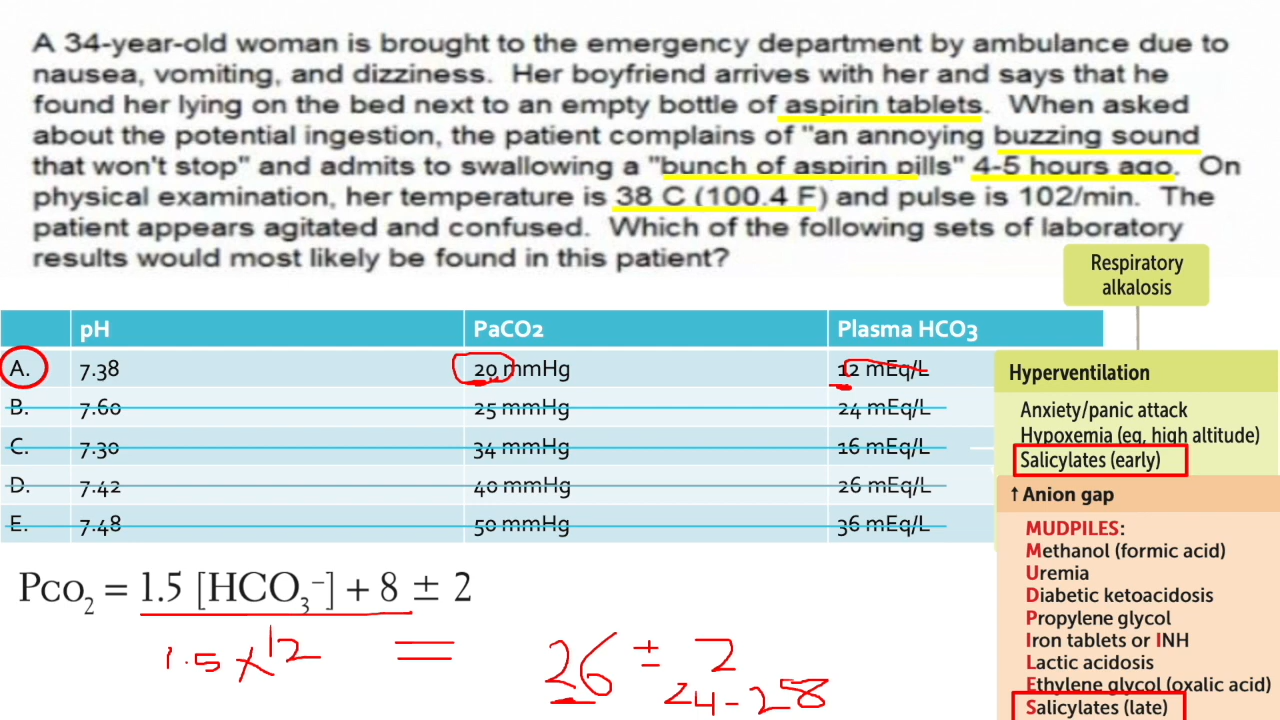 A 34-year-old woman is brought to the emergency department by ambulance due to
nausea, vomiting, and dizziness. Her boyfriend arrives with her and says that he
found her lying on the bed next to an empty bottle of aspirin tablets. When asked
about the potential ingestion, the patient complains of "an annoying buzzing sound
that won't stop" and admits to swallowing a "bunch of aspirin pills" 4-5 hours ago. On
physical examination, her temperature is 38 C (100.4 F) and pulse is 102/min. The
patient appears agitated and confused. Which of the following sets of laboratory
results would most likely be found in this patient?
pH PaCO2 Plasma HCO3
A. 7.38 20 mmHg 12 mEq/L
B. 7.60 25 mmHg 24 mEq/L
C. 7.30 34 mmHg 16 mEq/L
D. 7.42 40 mmHg 26 mEq/L
E. 7.48 50 mmHg 36 mEq/L
Pco₂ = 1.5 [HCO₃⁻] + 8 ± 2
1.5 x 12 = 26 ± 2
24-28
Respiratory
alkalosis
Hyperventilation
Anxiety/panic attack
Hypoxemia (eg, high altitude)
Salicylates (early)
↑ Anion gap
MUDPILES:
Methanol (formic acid)
Uremia
Diabetic ketoacidosis
Propylene glycol
Iron tablets or INH
Lactic acidosis
Ethylene glycol (oxalic acid)
Salicylates (late)